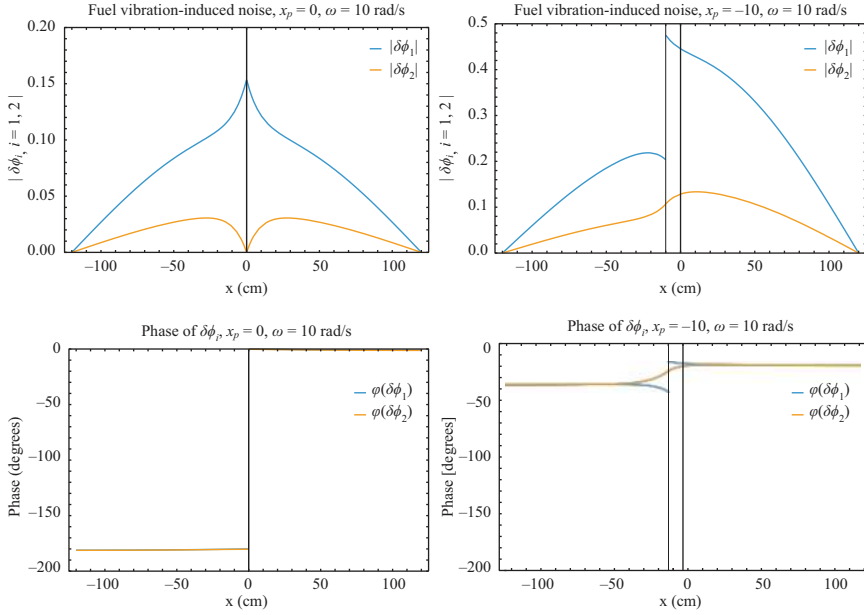 Fuel vibration-induced noise, x_p = 0, ω = 10 rad/s
0.20
0.15
0.10
0.05
0.00
| δϕ_i, i = 1, 2 |
|δϕ_1|
|δϕ_2|
−100
−50
0
50
100
x (cm)
Fuel vibration-induced noise, x_p = –10, ω = 10 rad/s
0.5
0.4
0.3
0.2
0.1
0.0
| δϕ_i, i = 1, 2 |
|δϕ_1|
|δϕ_2|
−100
−50
0
50
100
x (cm)
Phase of δϕ_i, x_p = 0, ω = 10 rad/s
0
−50
−100
−150
−200
Phase (degrees)
φ(δϕ_1)
φ(δϕ_2)
−100
−50
0
50
100
x (cm)
Phase of δϕ_i, x_p = –10, ω = 10 rad/s
0
−50
−100
−150
−200
Phase [degrees]
φ(δϕ_1)
φ(δϕ_2)
−100
−50
0
50
100
x (cm)